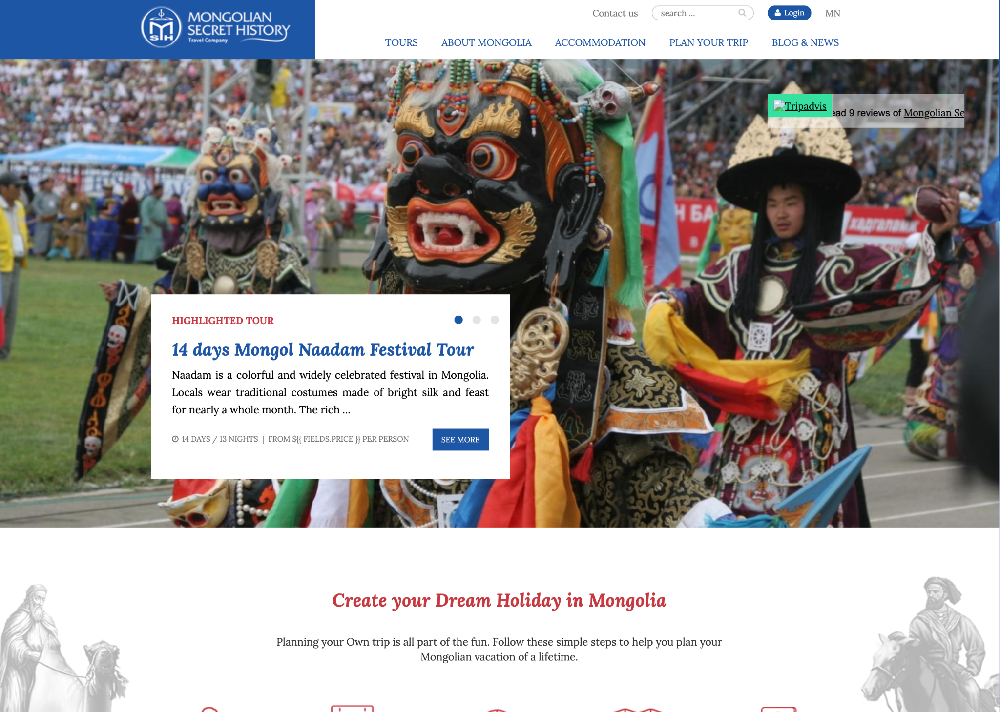 MONGOLIAN
SECRET HISTORY
Travel Company
MSH
Contact us
search ...
Login
MN
TOURS
ABOUT MONGOLIA
ACCOMMODATION
PLAN YOUR TRIP
BLOG & NEWS
Tripadvis
ead 9 reviews of Mongolian Se
Н БА
В
хадгаламж
HIGHLIGHTED TOUR
14 days Mongol Naadam Festival Tour
Naadam is a colorful and widely celebrated festival in Mongolia.
Locals wear traditional costumes made of bright silk and feast
for nearly a whole month. The rich ...
14 DAYS / 13 NIGHTS | FROM ${{ FIELDS.PRICE }} PER PERSON
SEE MORE
Create your Dream Holiday in Mongolia
Planning your Own trip is all part of the fun. Follow these simple steps to help you plan your
Mongolian vacation of a lifetime.